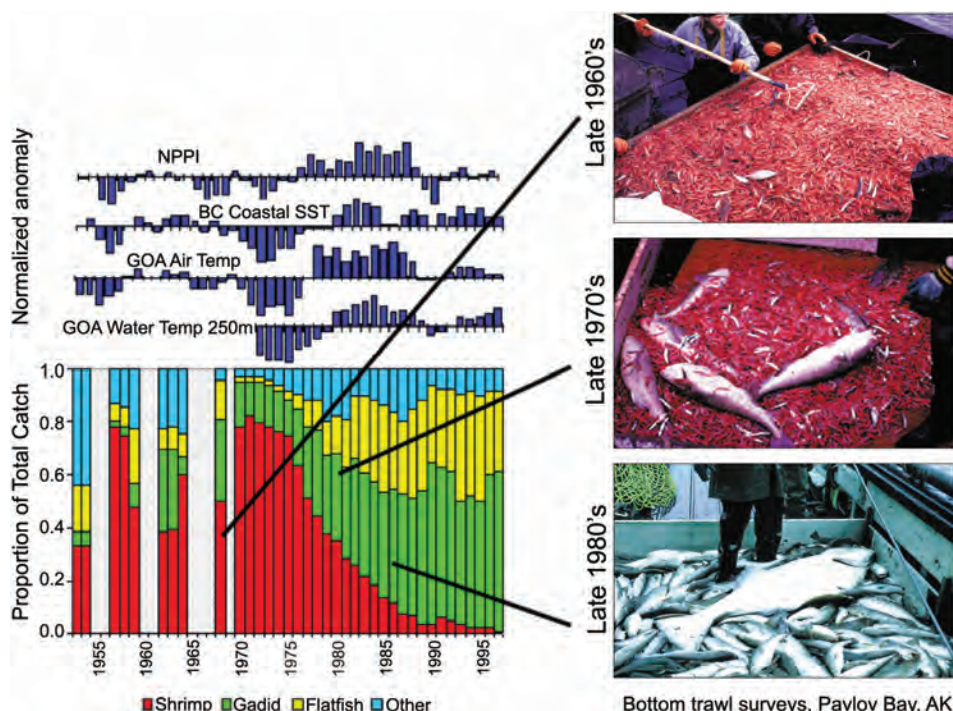 Normalized anomaly
NPPI
BC Coastal SST
GOA Air Temp
GOA Water Temp 250m
Proportion of Total Catch
1.0
0.8
0.6
0.4
0.2
0.0
1955
1960
1965
1970
1975
1980
1985
1990
1995
Shrimp Gadid Flatfish Other
Late 1960's
Late 1970's
Late 1980's
Bottom trawl surveys, Pavlov Bay, AK